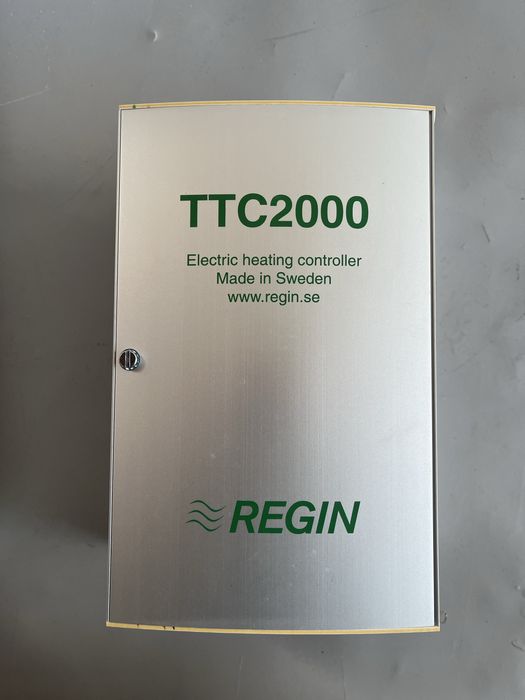 TTC2000
Electric heating controller
Made in Sweden
www.regin.se
REGIN